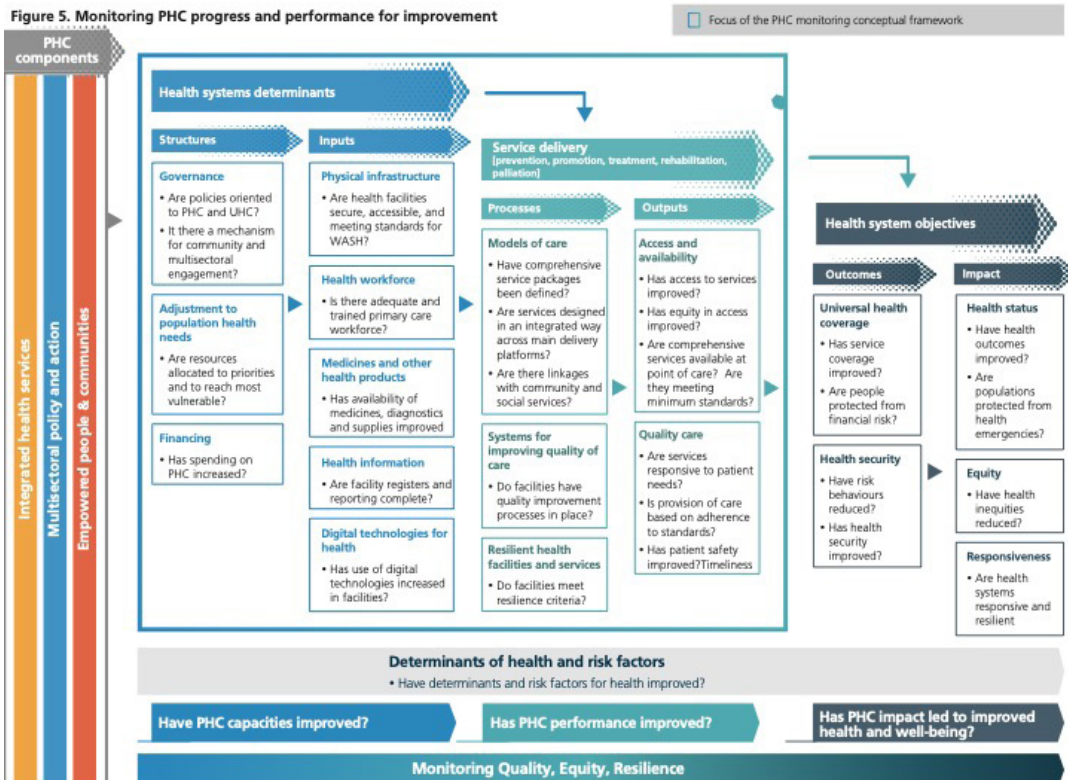 Figure 5. Monitoring PHC progress and performance for improvement
Focus of the PHC monitoring conceptual framework
PHC
components
Integrated health services
Multisectoral policy and action
Empowered people & communities
Health systems determinants
Structures
Governance
• Are policies oriented
to PHC and UHC?
• It there a mechanism
for community and
multisectoral
engagement?
Adjustment to
population health
needs
• Are resources
allocated to priorities
and to reach most
vulnerable?
Financing
• Has spending on
PHC increased?
Inputs
Physical infrastructure
• Are health facilities
secure, accessible, and
meeting standards for
WASH?
Health workforce
• Is there adequate and
trained primary care
workforce?
Medicines and other
health products
• Has availability of
medicines, diagnostics
and supplies improved
Health information
• Are facility registers and
reporting complete?
Digital technologies for
health
• Has use of digital
technologies increased
in facilities?
Service delivery
[prevention, promotion, treatment, rehabilitation,
palliation]
Processes
Models of care
• Have comprehensive
service packages
been defined?
• Are services designed
in an integrated way
across main delivery
platforms?
• Are there linkages
with community and
social services?
Systems for
improving quality of
care
• Do facilities have
quality improvement
processes in place?
Resilient health
facilities and services
• Do facilities meet
resilience criteria?
Outputs
Access and
availability
• Has access to services
improved?
• Has equity in access
improved?
• Are comprehensive
services available at
point of care? Are
they meeting
minimum standards?
Quality care
• Are services
responsive to patient
needs?
• Is provision of care
based on adherence
to standards?
• Has patient safety
improved?Timeliness
Health system objectives
Outcomes
Universal health
coverage
• Has service
coverage
improved?
• Are people
protected from
financial risk?
Health security
• Have risk
behaviours
reduced?
• Has health
security
improved?
Impact
Health status
• Have health
outcomes
improved?
• Are
populations
protected from
health
emergencies?
Equity
• Have health
inequities
reduced?
Responsiveness
• Are health
systems
responsive and
resilient
Determinants of health and risk factors
• Have determinants and risk factors for health improved?
Have PHC capacities improved?
Has PHC performance improved?
Has PHC impact led to improved
health and well-being?
Monitoring Quality, Equity, Resilience